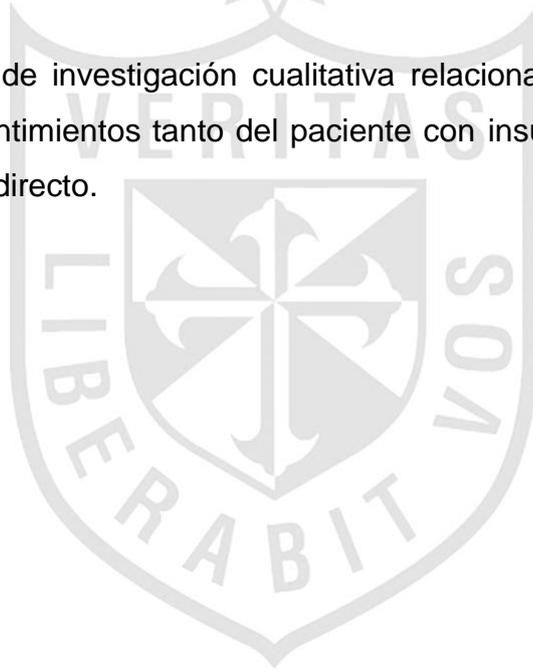 de investigación cualitativa relaciona
ntimientos tanto del paciente con insu
directo.
VERITAS
LIBERABIT
VOS